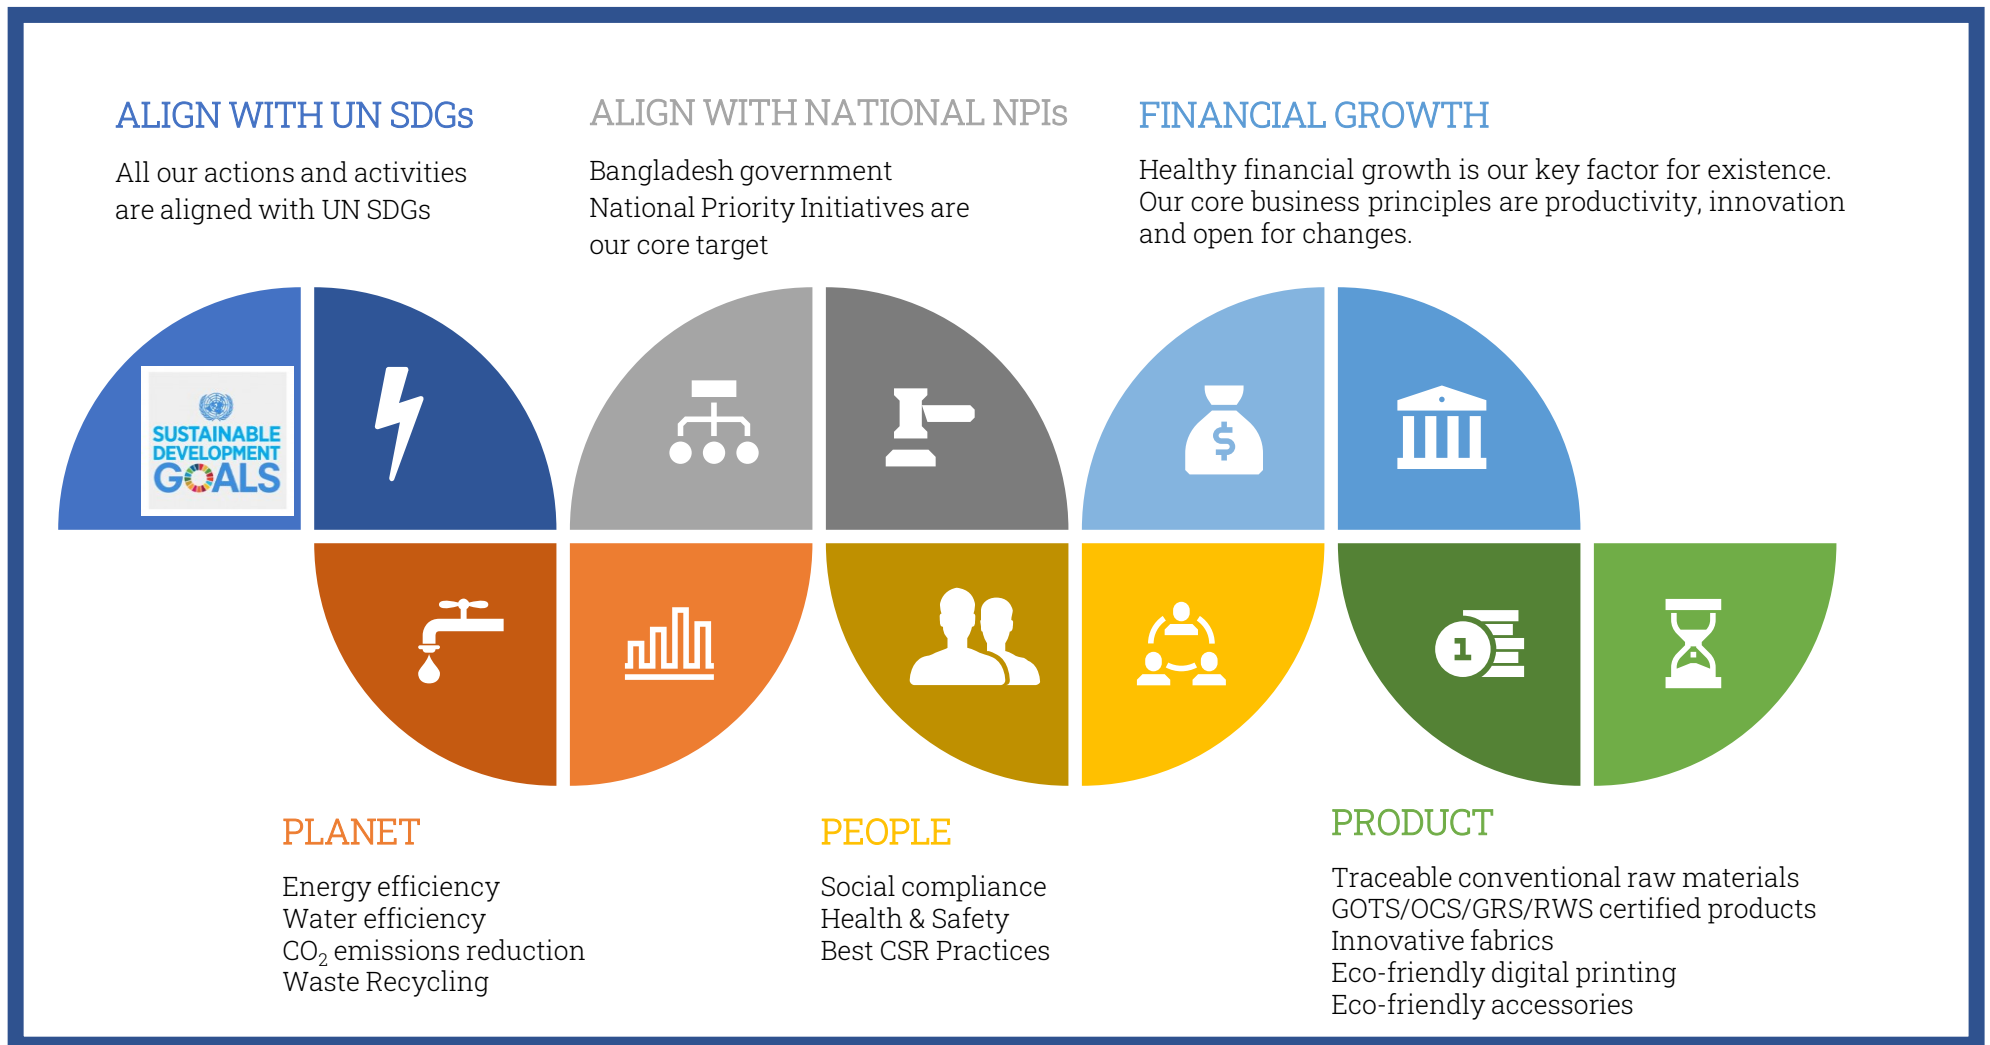 ALIGN WITH UN SDGs
All our actions and activities
are aligned with UN SDGs
ALIGN WITH NATIONAL NPIs
Bangladesh government
National Priority Initiatives are
our core target
FINANCIAL GROWTH
Healthy financial growth is our key factor for existence.
Our core business principles are productivity, innovation
and open for changes.
SUSTAINABLE
DEVELOPMENT
GOALS
$
1
PLANET
Energy efficiency
Water efficiency
CO₂ emissions reduction
Waste Recycling
PEOPLE
Social compliance
Health & Safety
Best CSR Practices
PRODUCT
Traceable conventional raw materials
GOTS/OCS/GRS/RWS certified products
Innovative fabrics
Eco-friendly digital printing
Eco-friendly accessories